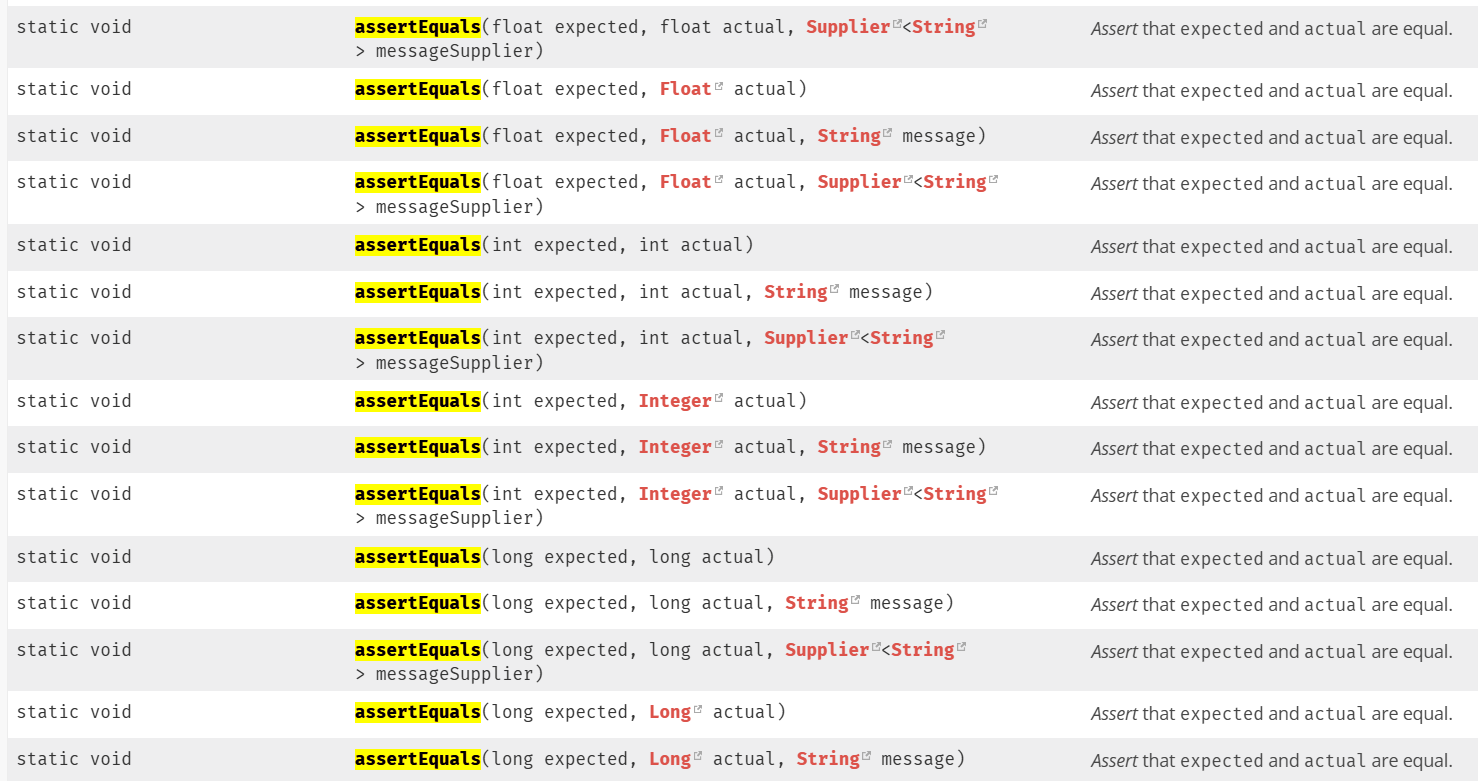 static void assertEquals(float expected, float actual, Supplier<String Assert that expected and actual are equal.
> messageSupplier)
static void assertEquals(float expected, Float actual) Assert that expected and actual are equal.
static void assertEquals(float expected, Float actual, String message) Assert that expected and actual are equal.
static void assertEquals(float expected, Float actual, Supplier<String Assert that expected and actual are equal.
> messageSupplier)
static void assertEquals(int expected, int actual) Assert that expected and actual are equal.
static void assertEquals(int expected, int actual, String message) Assert that expected and actual are equal.
static void assertEquals(int expected, int actual, Supplier<String Assert that expected and actual are equal.
> messageSupplier)
static void assertEquals(int expected, Integer actual) Assert that expected and actual are equal.
static void assertEquals(int expected, Integer actual, String message) Assert that expected and actual are equal.
static void assertEquals(int expected, Integer actual, Supplier<String Assert that expected and actual are equal.
> messageSupplier)
static void assertEquals(long expected, long actual) Assert that expected and actual are equal.
static void assertEquals(long expected, long actual, String message) Assert that expected and actual are equal.
static void assertEquals(long expected, long actual, Supplier<String Assert that expected and actual are equal.
> messageSupplier)
static void assertEquals(long expected, Long actual) Assert that expected and actual are equal.
static void assertEquals(long expected, Long actual, String message) Assert that expected and actual are equal.